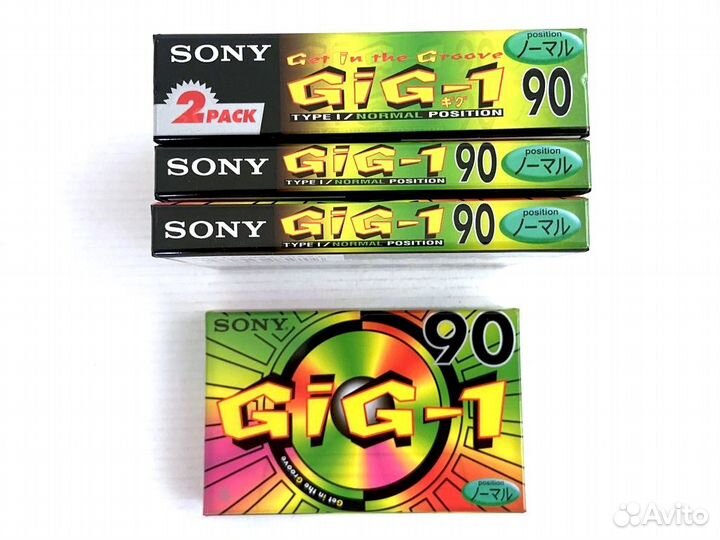 SONY
Get in the Groove
position
ノーマル
2PACK
GiG-1
キグ
90
TYPE I/NORMAL POSITION
SONY
GiG-1
90
position
ノーマル
TYPE I/NORMAL POSITION
SONY
GiG-1
90
position
ノーマル
TYPE I/NORMAL POSITION
SONY
90
GiG-1
Get in the Groove
position
ノーマル
Avito